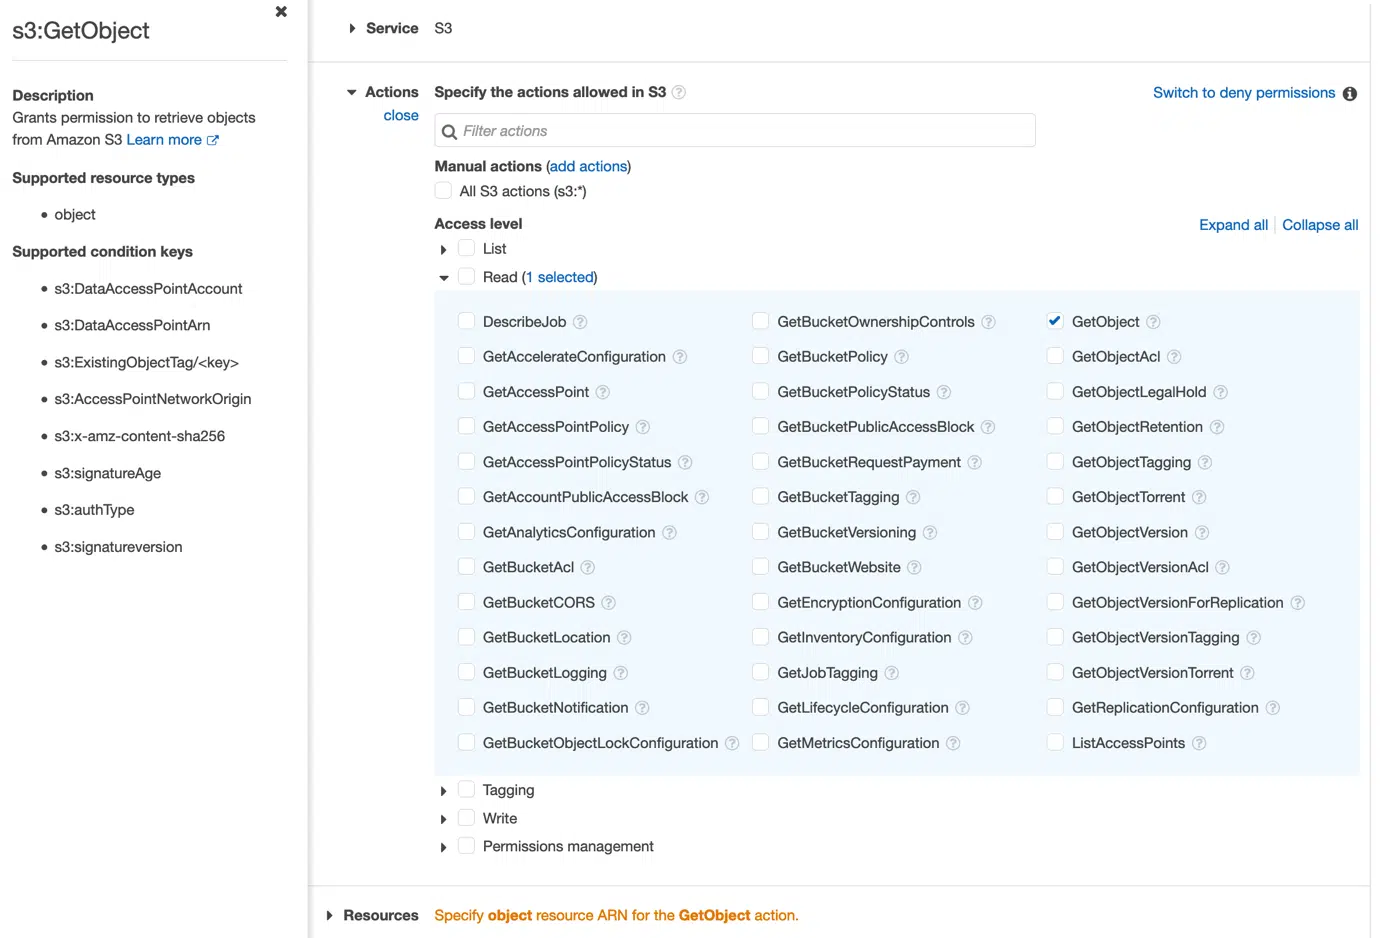 s3:GetObject
Description
Grants permission to retrieve objects
from Amazon S3 Learn more
Supported resource types
• object
Supported condition keys
• s3:DataAccessPointAccount
• s3:DataAccessPointArn
• s3:ExistingObjectTag/<key>
• s3:AccessPointNetworkOrigin
• s3:x-amz-content-sha256
• s3:signatureAge
• s3:authType
• s3:signatureversion
Service S3
Actions Specify the actions allowed in S3 ? Switch to deny permissions
close
Filter actions
Manual actions (add actions)
All S3 actions (s3:*)
Access level Expand all | Collapse all
List
Read (1 selected)
DescribeJob ? GetBucketOwnershipControls ? GetObject ?
GetAccelerateConfiguration ? GetBucketPolicy ? GetObjectAcl ?
GetAccessPoint ? GetBucketPolicyStatus ? GetObjectLegalHold ?
GetAccessPointPolicy ? GetBucketPublicAccessBlock ? GetObjectRetention ?
GetAccessPointPolicyStatus ? GetBucketRequestPayment ? GetObjectTagging ?
GetAccountPublicAccessBlock ? GetBucketTagging ? GetObjectTorrent ?
GetAnalyticsConfiguration ? GetBucketVersioning ? GetObjectVersion ?
GetBucketAcl ? GetBucketWebsite ? GetObjectVersionAcl ?
GetBucketCORS ? GetEncryptionConfiguration ? GetObjectVersionForReplication ?
GetBucketLocation ? GetInventoryConfiguration ? GetObjectVersionTagging ?
GetBucketLogging ? GetJobTagging ? GetObjectVersionTorrent ?
GetBucketNotification ? GetLifecycleConfiguration ? GetReplicationConfiguration ?
GetBucketObjectLockConfiguration ? GetMetricsConfiguration ? ListAccessPoints ?
Tagging
Write
Permissions management
Resources Specify object resource ARN for the GetObject action.